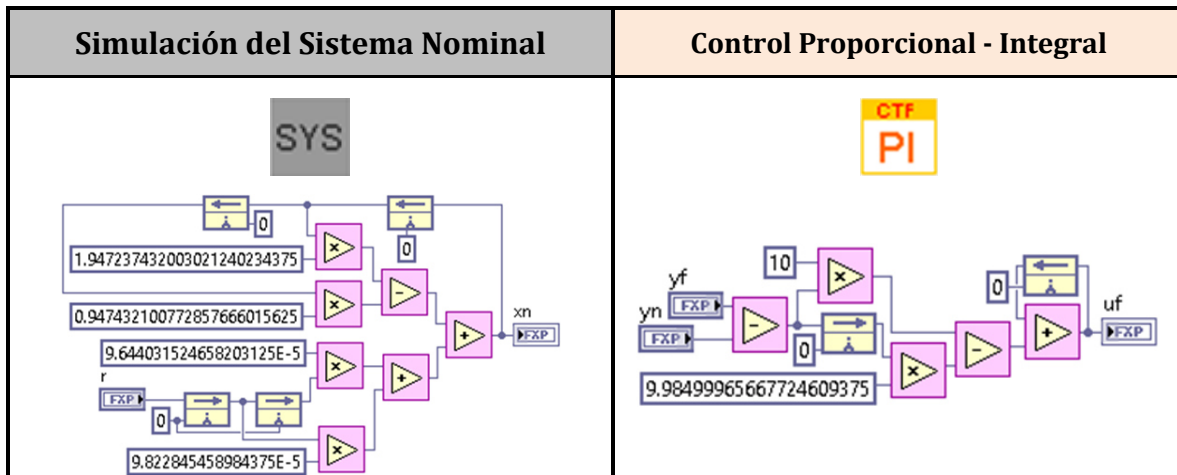 Simulación del Sistema Nominal
Control Proporcional - Integral
SYS
0
0
1.947237432003021240234375
×
−
0.947432100772857666015625
×
+
xn
FXP
9.644031524658203125E-5
×
+
r
FXP
0
×
9.822845458984375E-5
CTF
PI
10
×
yf
FXP
yn
FXP
−
0
×
−
0
+
uf
FXP
9.98499965667724609375